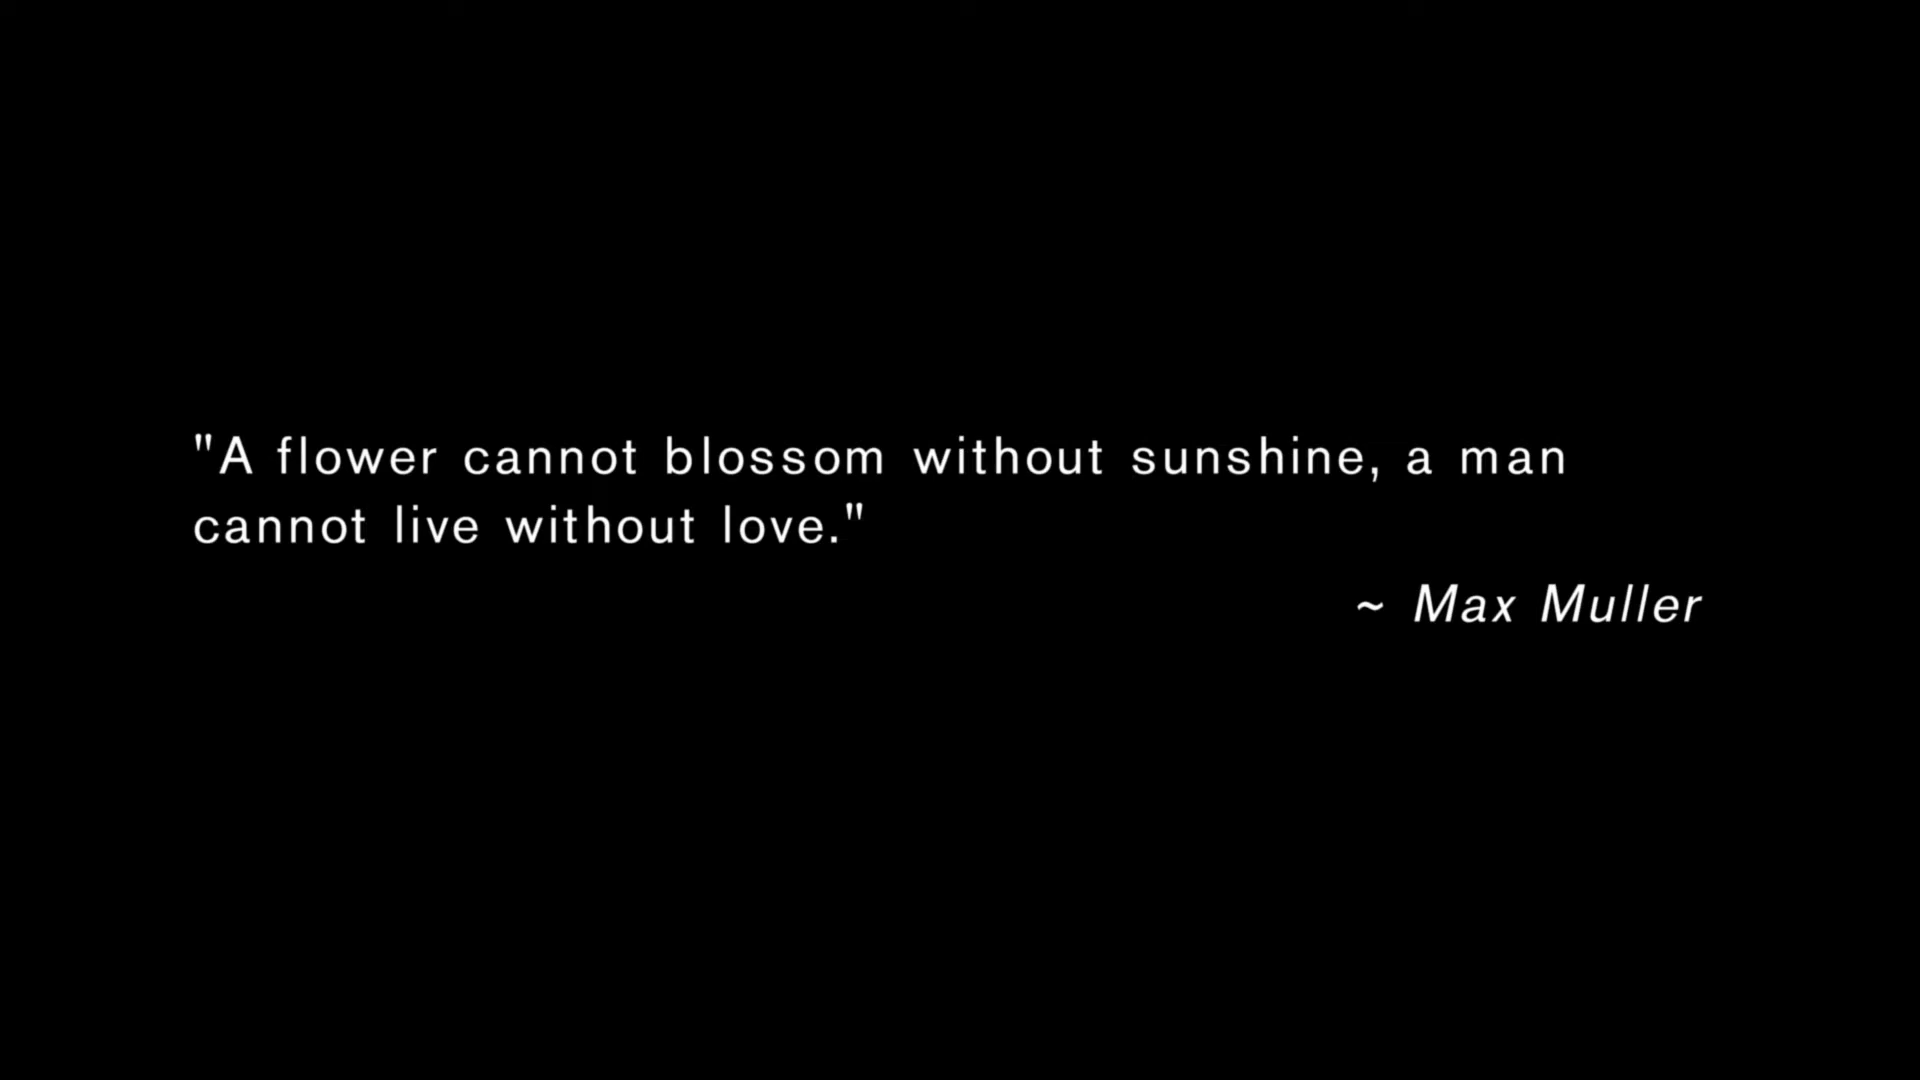 "A flower cannot blossom without sunshine, a man
cannot live without love."
~ Max Muller